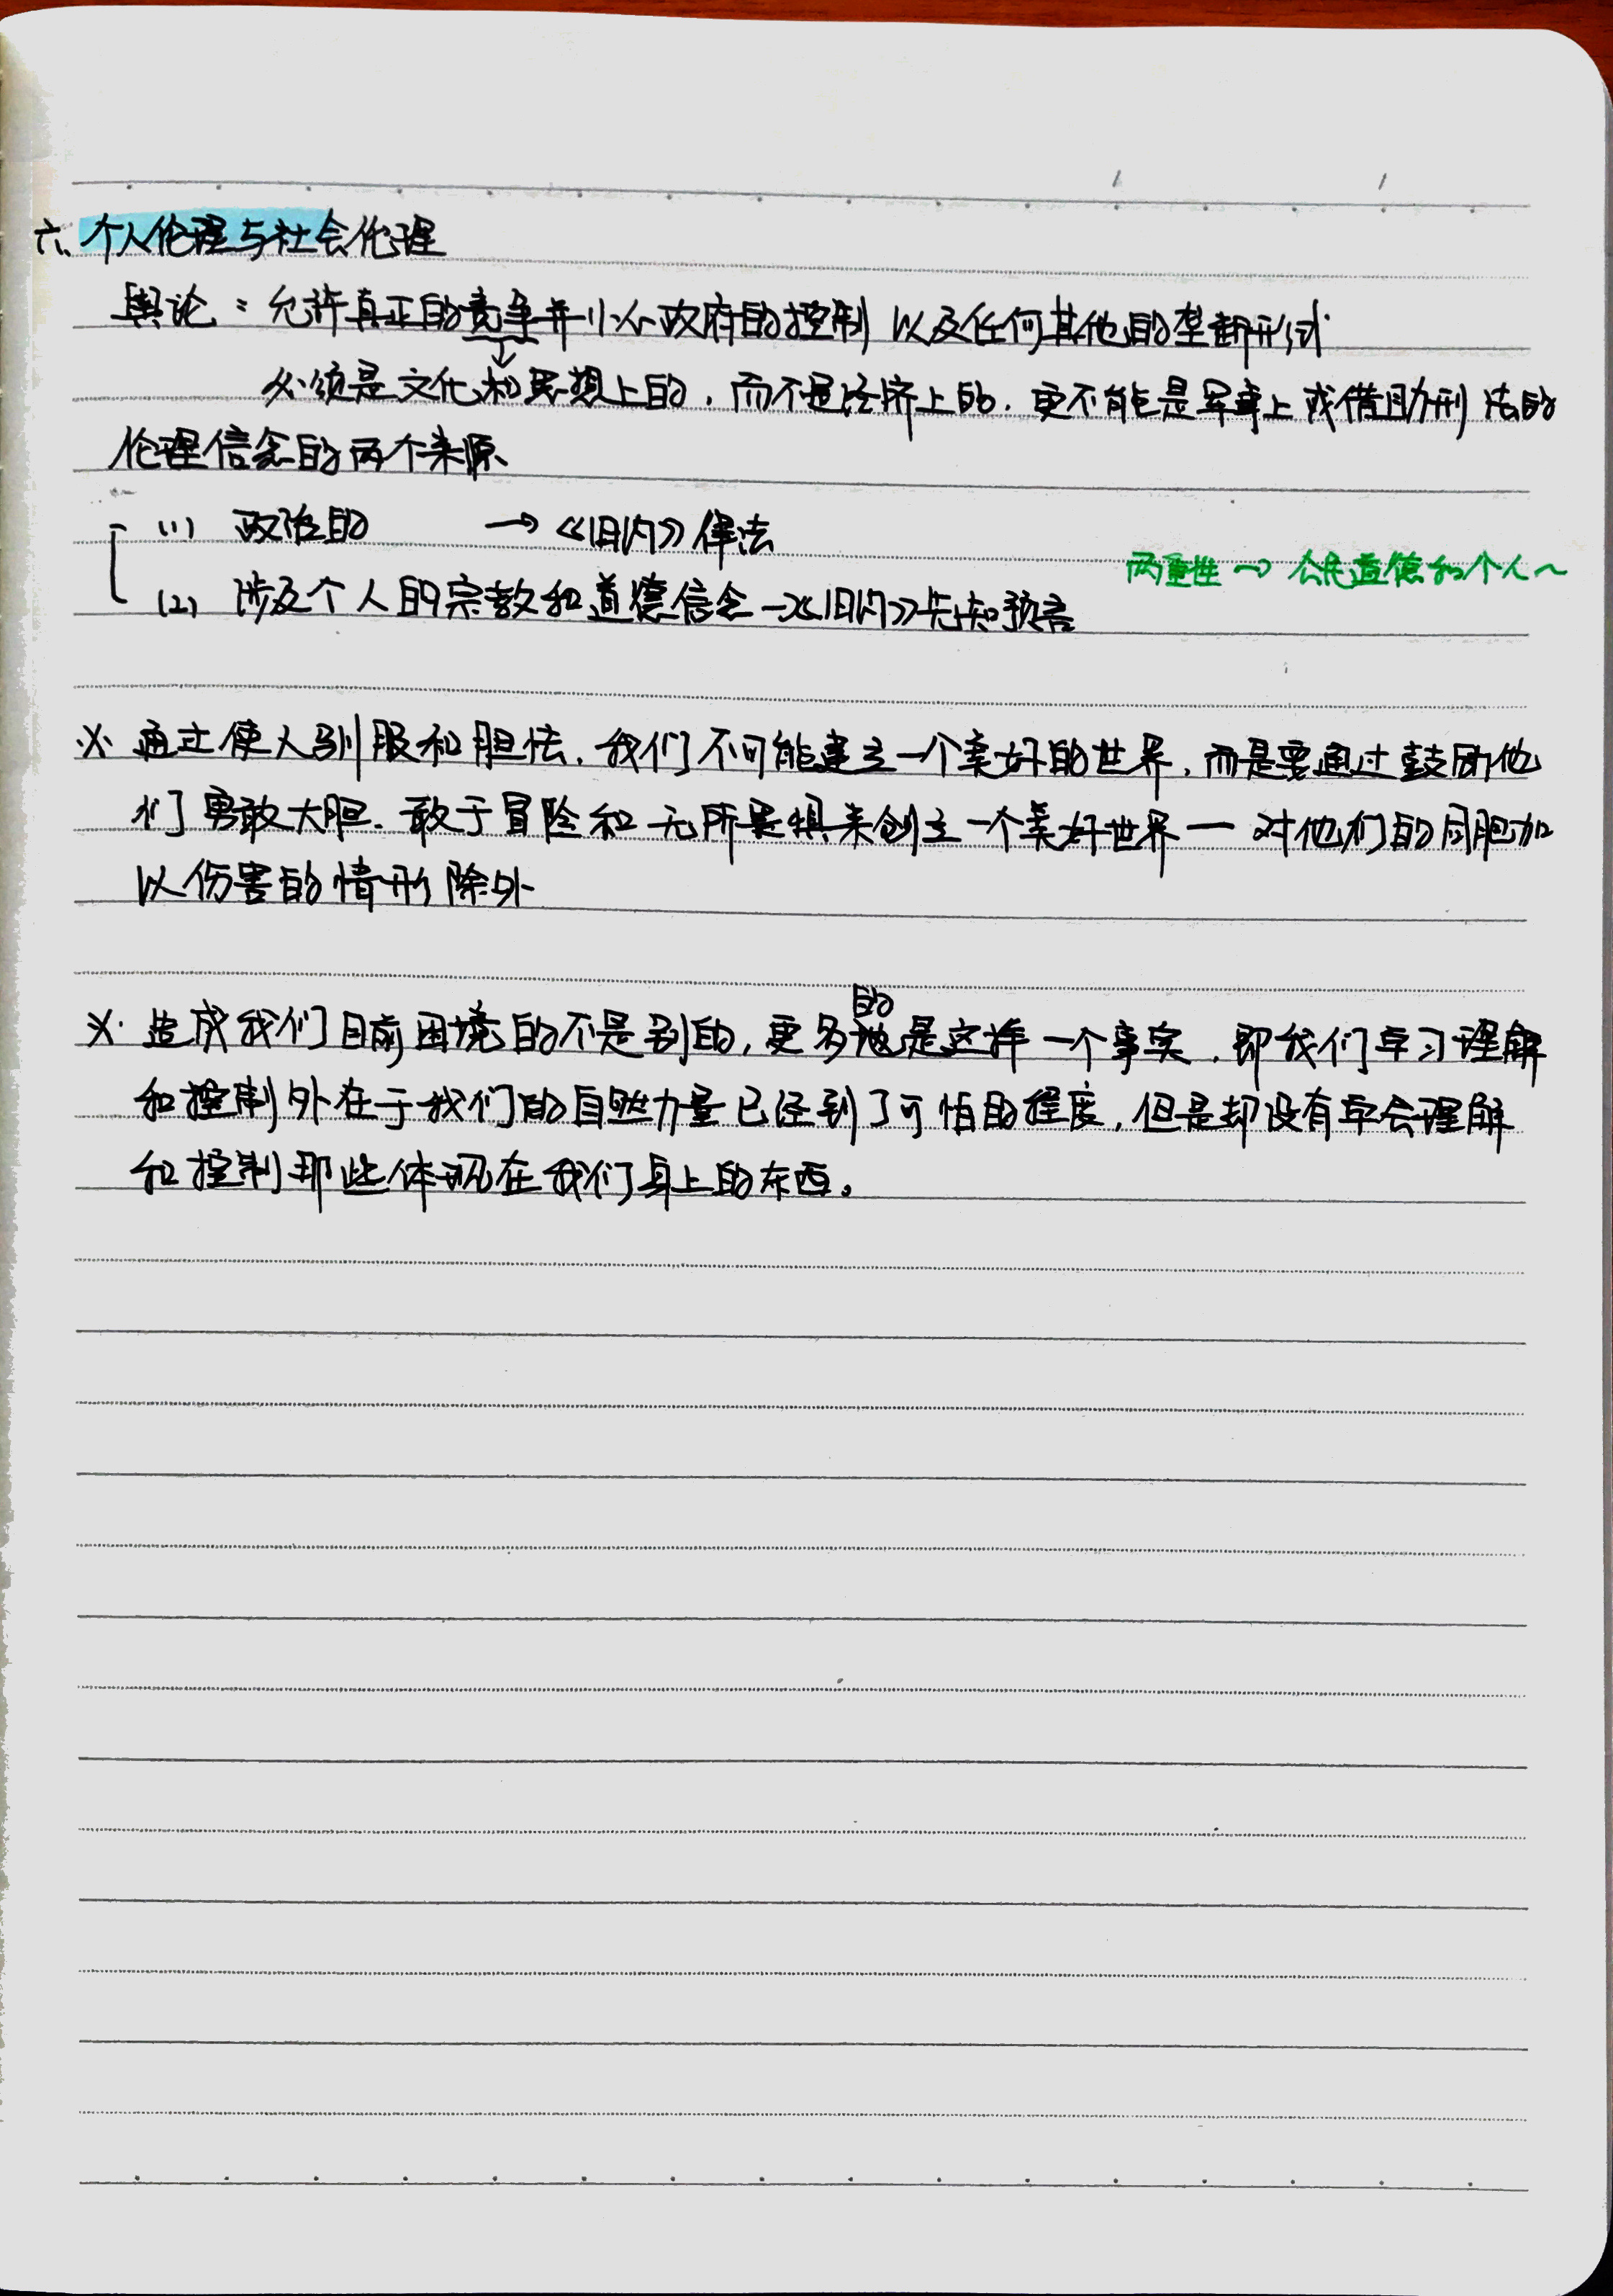 六、个人伦理与社会伦理
舆论：允许真正的竞争并小心政府的控制以及任何其他的垄断形式
↓
必须是文化和思想上的，而不是经济上的，更不能是军事上或借助刑法的
伦理信念的两个来源
(1) 政治的 → 《旧约》律法
两重性 → 公民道德和个人~
(2) 涉及个人的宗教和道德信念 → 《旧约》先知预言
※ 通过使人驯服和胆怯，我们不可能建立一个美好的世界，而是要通过鼓励他
们勇敢大胆、敢于冒险和无所畏惧来创立一个美好世界一对他们的同胞加
以伤害的情形除外
的
※ 造成我们目前困境的不是别的，更多地是这样一个事实，即我们学习理解
和控制外在于我们的自然力量已经到了可怕的程度，但是却没有学会理解
和控制那些体现在我们身上的东西。